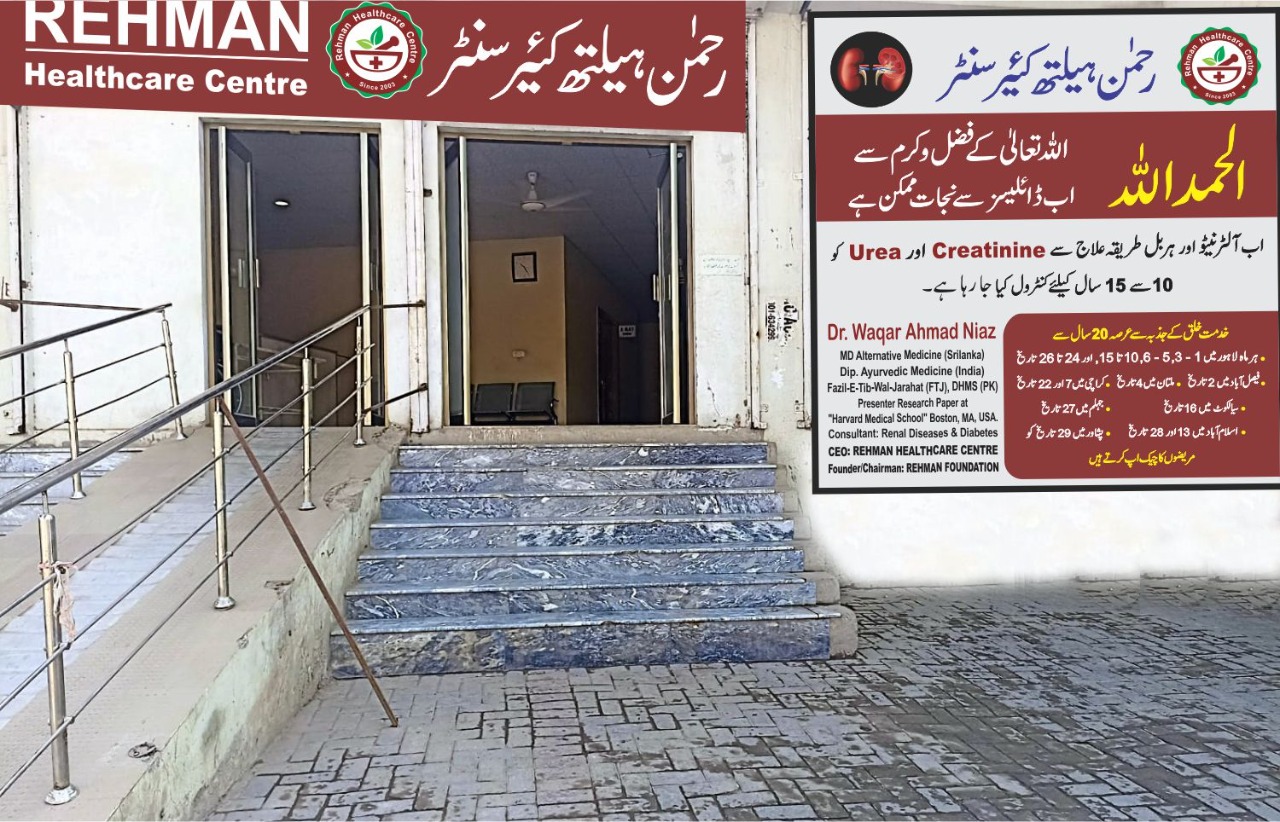 REHMAN
Healthcare Centre
Rehman Healthcare Centre
Since 2003
رحمٰن ہیلتھ کیئر سنٹر
رحمٰن ہیلتھ کیئر سنٹر
Rehman Healthcare Centre
Since 2003
الحمد اللہ
اللہ تعالیٰ کے فضل و کرم سے
اب ڈائلیسز سے نجات ممکن ہے
اب آلٹرنیٹو اور ہربل طریقہ علاج سے Creatinine اور Urea کو
10 سے 15 سال کیلئے کنٹرول کیا جا رہا ہے۔
Dr. Waqar Ahmad Niaz
MD Alternative Medicine (Srilanka)
Dip. Ayurvedic Medicine (India)
Fazil-E-Tib-Wal-Jarahat (FTJ), DHMS (PK)
Presenter Research Paper at
"Harvard Medical School" Boston, MA, USA.
Consultant: Renal Diseases & Diabetes
CEO: REHMAN HEALTHCARE CENTRE
Founder/Chairman: REHMAN FOUNDATION
خدمت خلق کے جذبہ سے عرصہ 20 سال سے
• ہر ماہ لاہور میں 1 - 3, 5 - 6, 10 تا 15, اور 24 تا 26 تاریخ
• فیصل آباد میں 2 تاریخ • ملتان میں 4 تاریخ • کراچی میں 7 اور 22 تاریخ
• سیالکوٹ میں 16 تاریخ • جہلم میں 27 تاریخ
• اسلام آباد میں 13 اور 28 تاریخ • پشاور میں 29 تاریخ کو
مریضوں کا چیک اپ کرتے ہیں